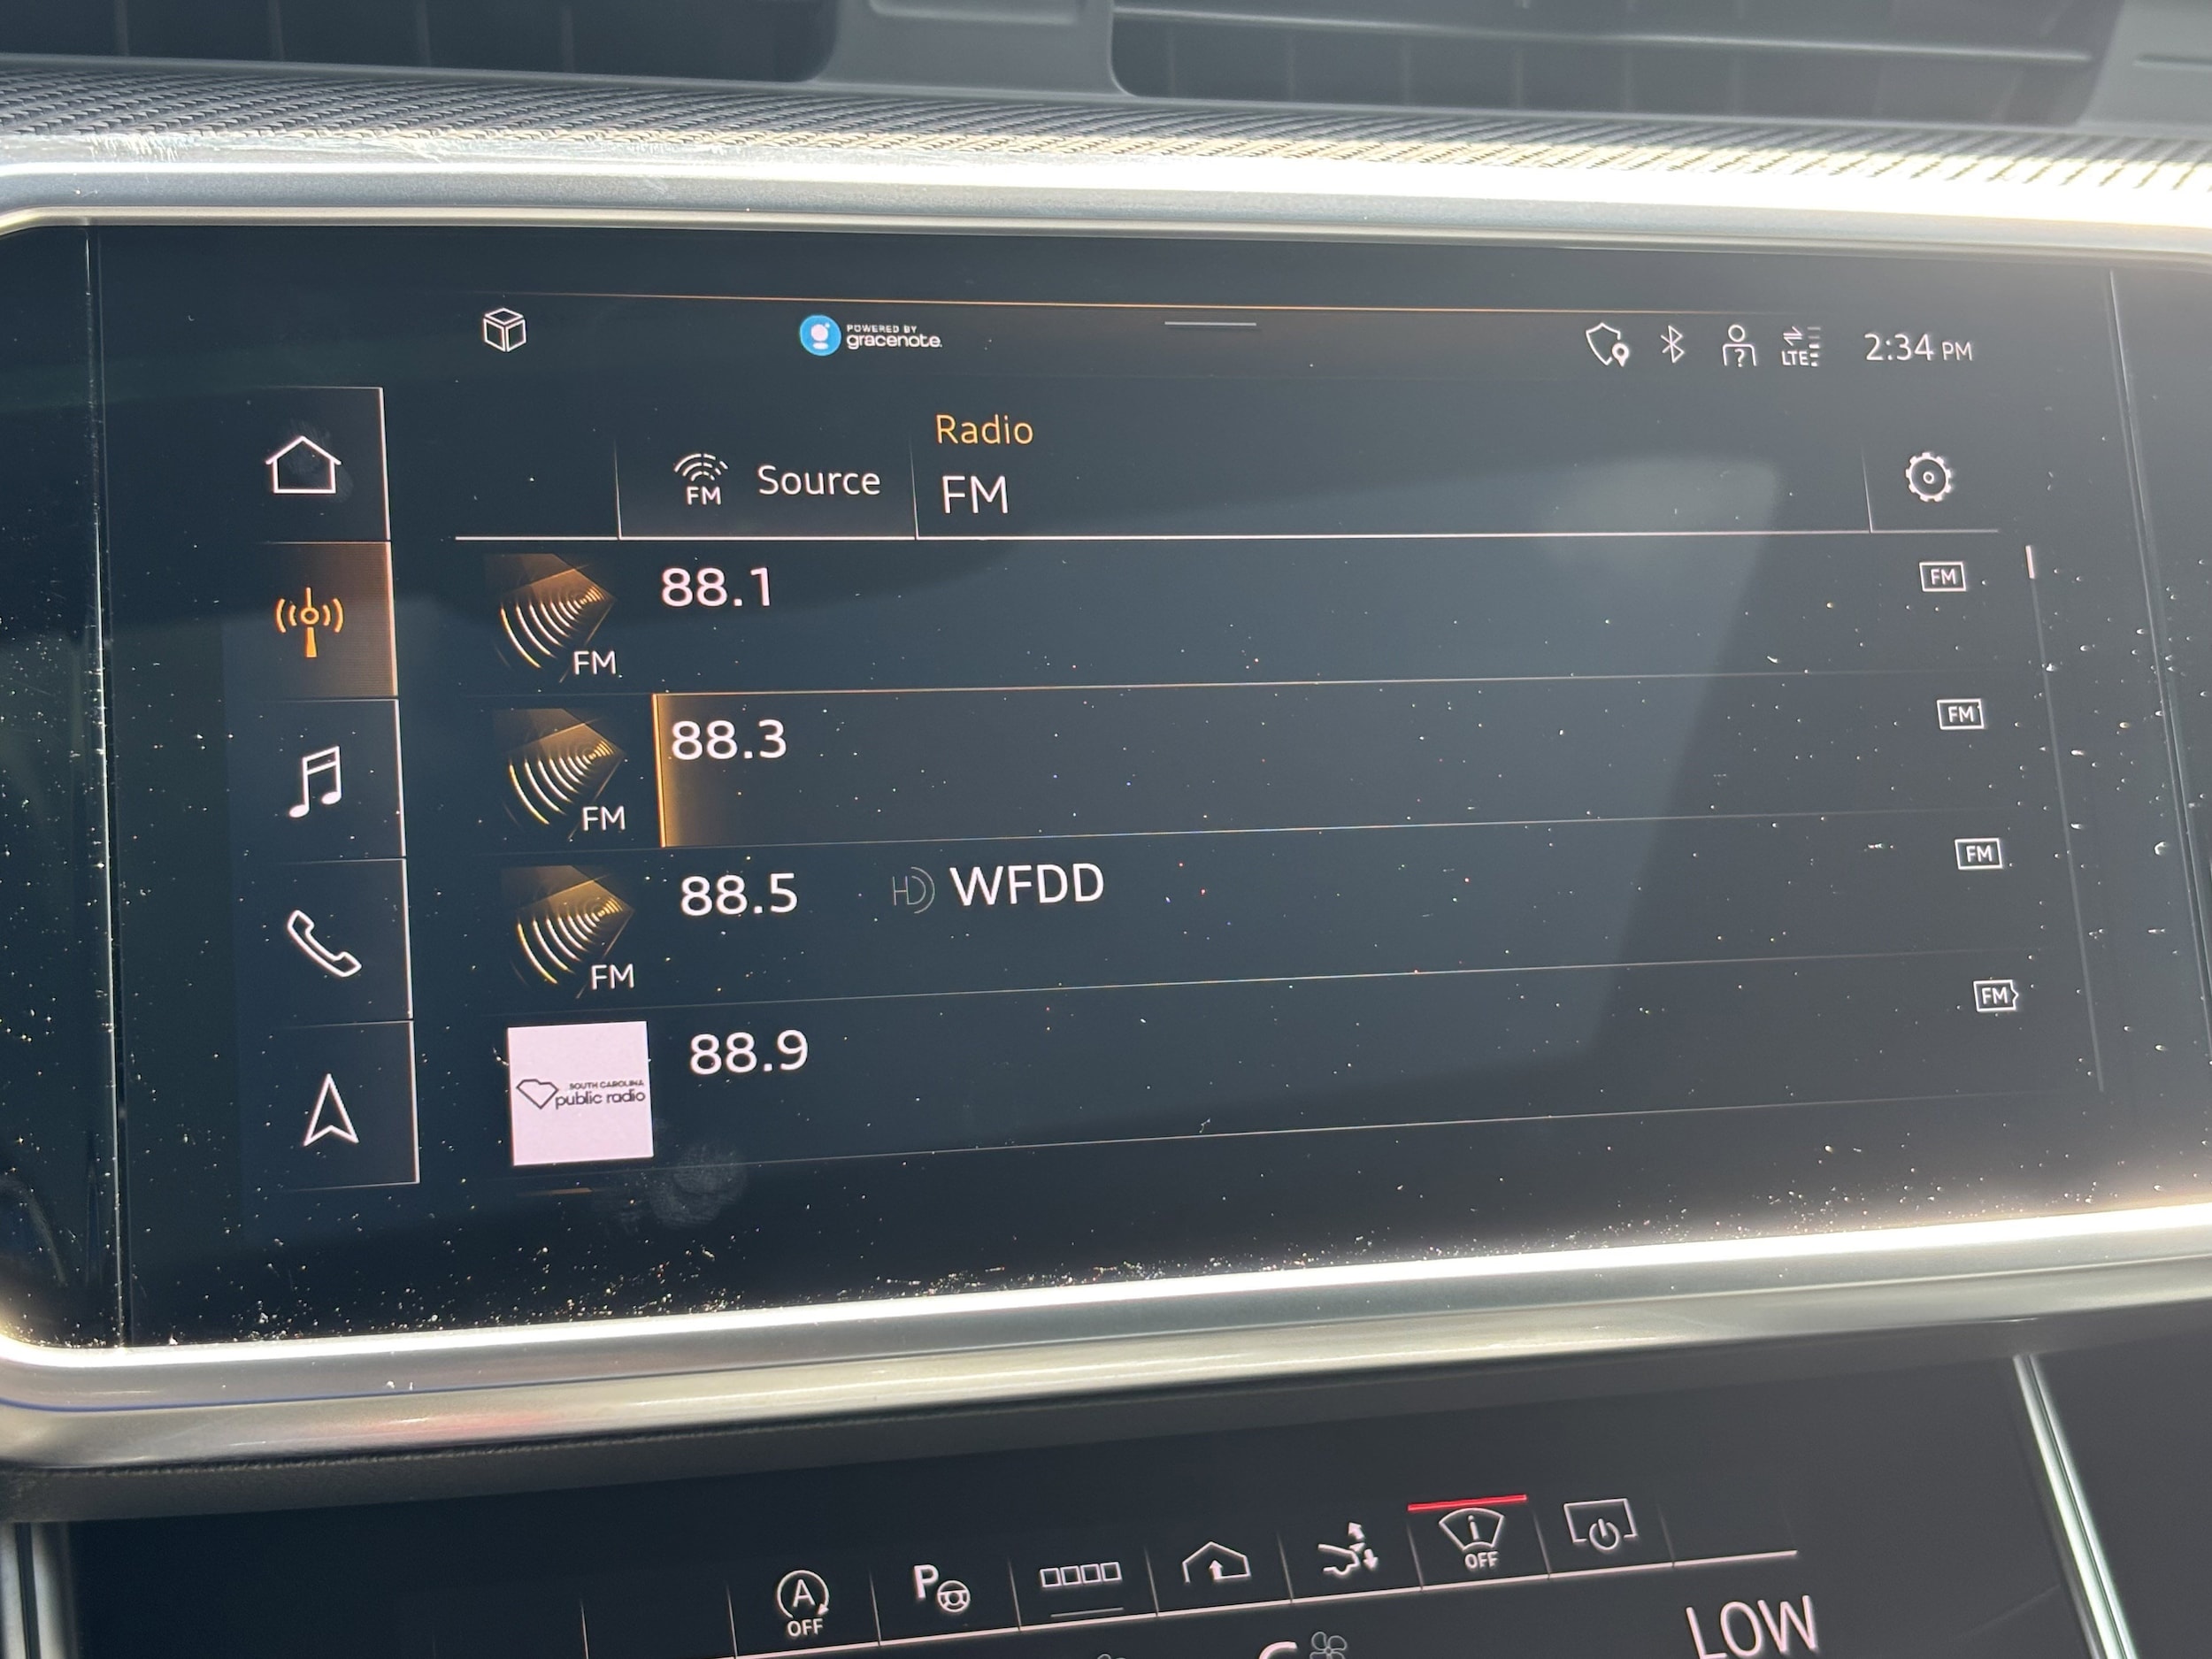 POWERED BY
gracenote.
LTE
2:34 PM
Radio
FM
Source
FM
88.1
FM
FM
88.3
FM
FM
88.5
HD
WFDD
FM
FM
88.9
FM
SOUTH CAROLINA
public radio
A
OFF
P
i
OFF
LOW